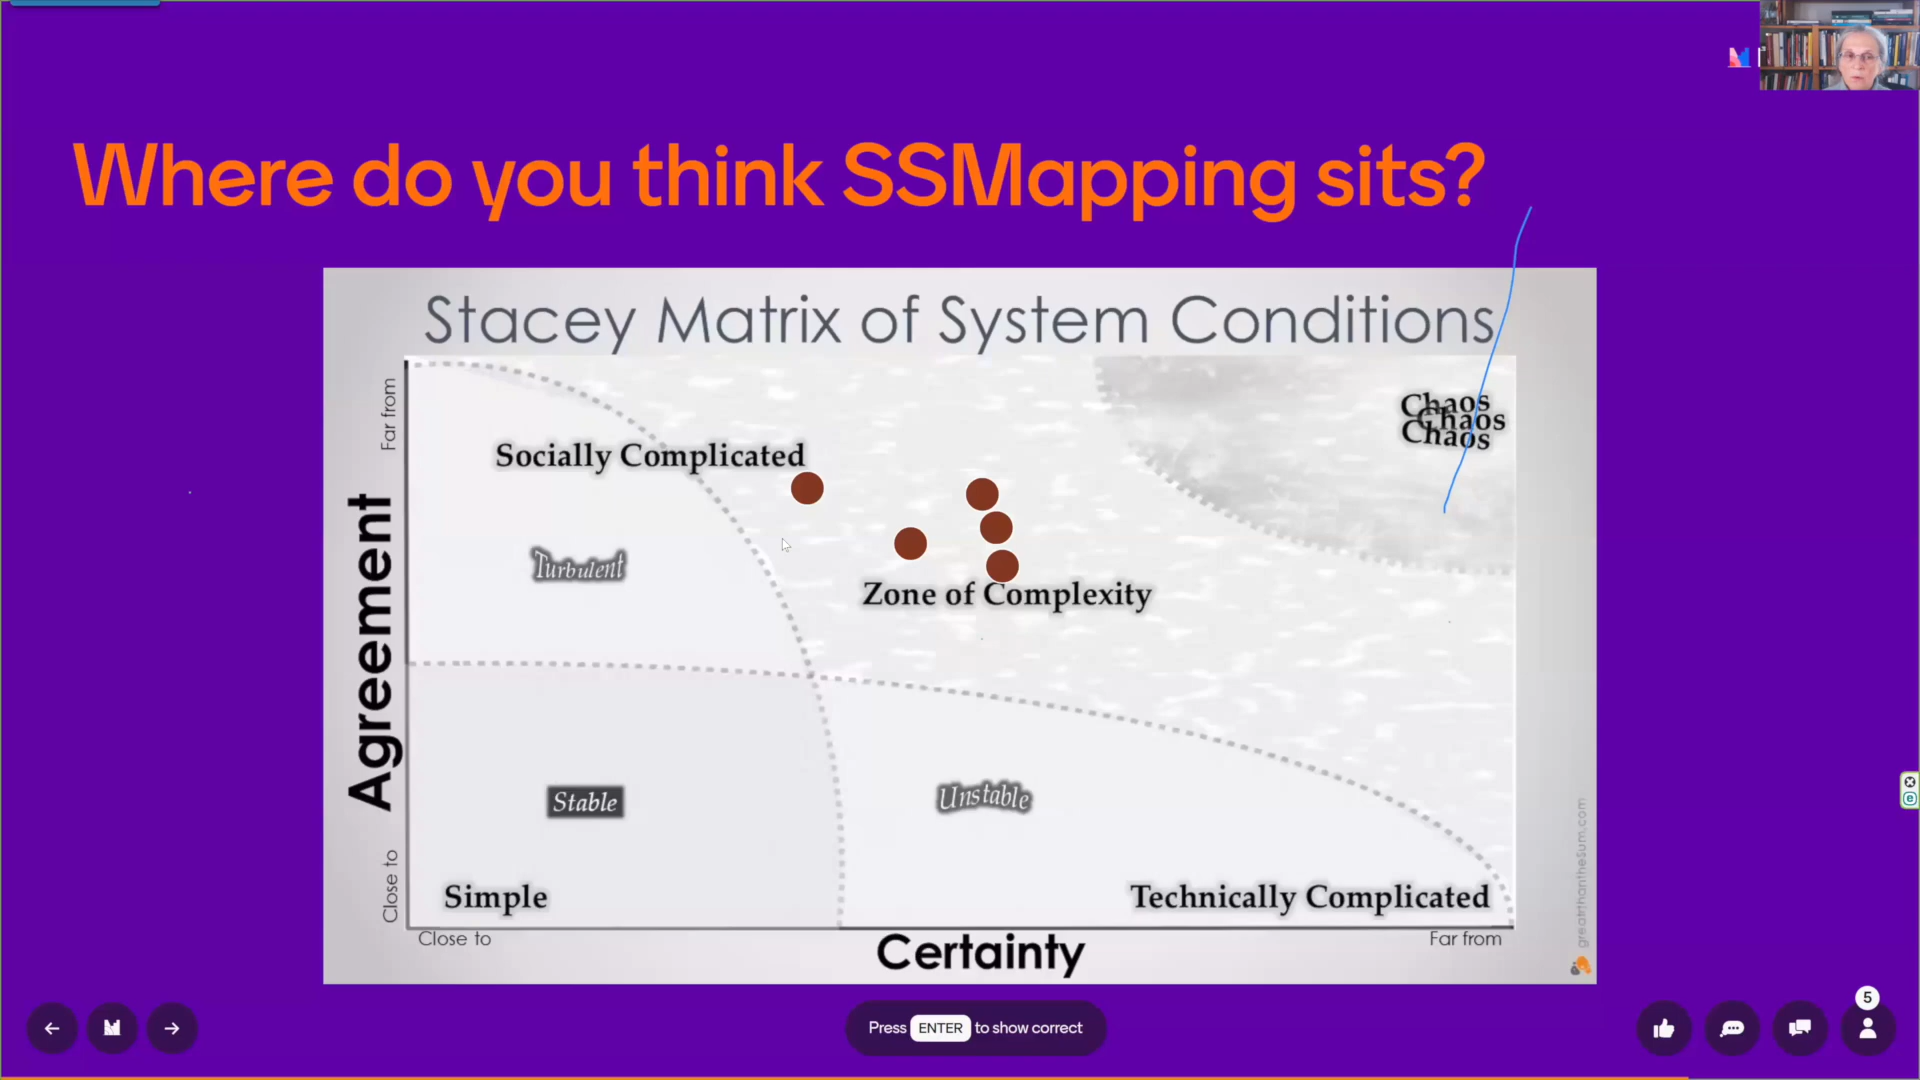 Where do you think SSMapping sits?
Stacey Matrix of System Conditions
Far from
Agreement
Close to
Socially Complicated
Turbulent
Chaos
Chaos
Chaos
Zone of Complexity
Stable
Unstable
Simple
Technically Complicated
Close to
Certainty
Far from
greatrthanthesum.com
Press ENTER to show correct
5